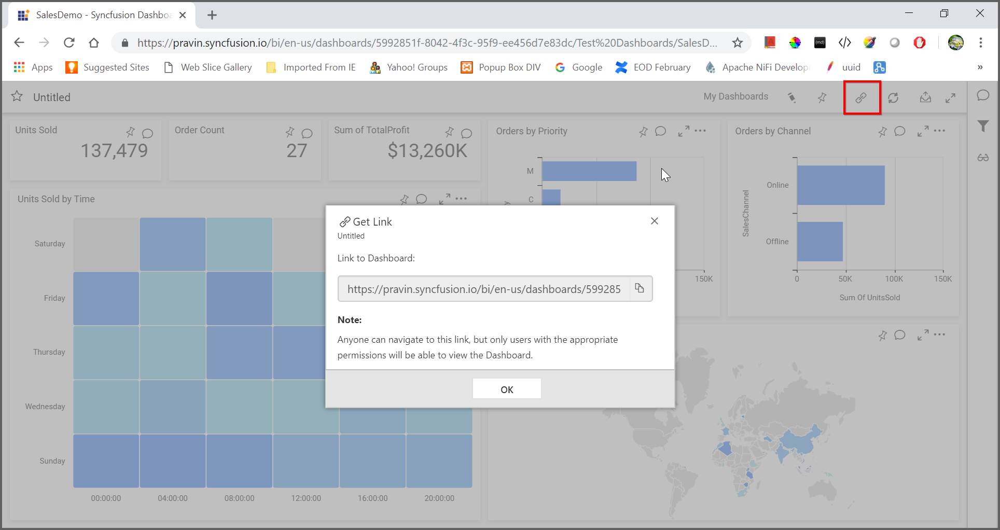 SalesDemo - Syncfusion Dashboa
https://pravin.syncfusion.io/bi/en-us/dashboards/5992851f-8042-4f3c-95f9-ee456d7e83dc/Test%20Dashboards/SalesD...
(md)
Apps Suggested Sites Web Slice Gallery Imported From IE Yahoo! Groups Popup Box DIV Google EOD February Apache NiFi Develop uuid »
Untitled
My Dashboards
Units Sold
137,479
Order Count
27
Sum of TotalProfit
$13,260K
Orders by Priority
M
C
y
150K
Orders by Channel
SalesChannel
Online
Offline
0 50K 100K 150K
Sum Of UnitsSold
Units Sold by Time
Saturday
Friday
Thursday
Wednesday
Sunday
00:00:00 04:00:00 08:00:00 12:00:00 16:00:00 20:00:00
Get Link
Untitled
Link to Dashboard:
https://pravin.syncfusion.io/bi/en-us/dashboards/599285
Note:
Anyone can navigate to this link, but only users with the appropriate
permissions will be able to view the Dashboard.
OK